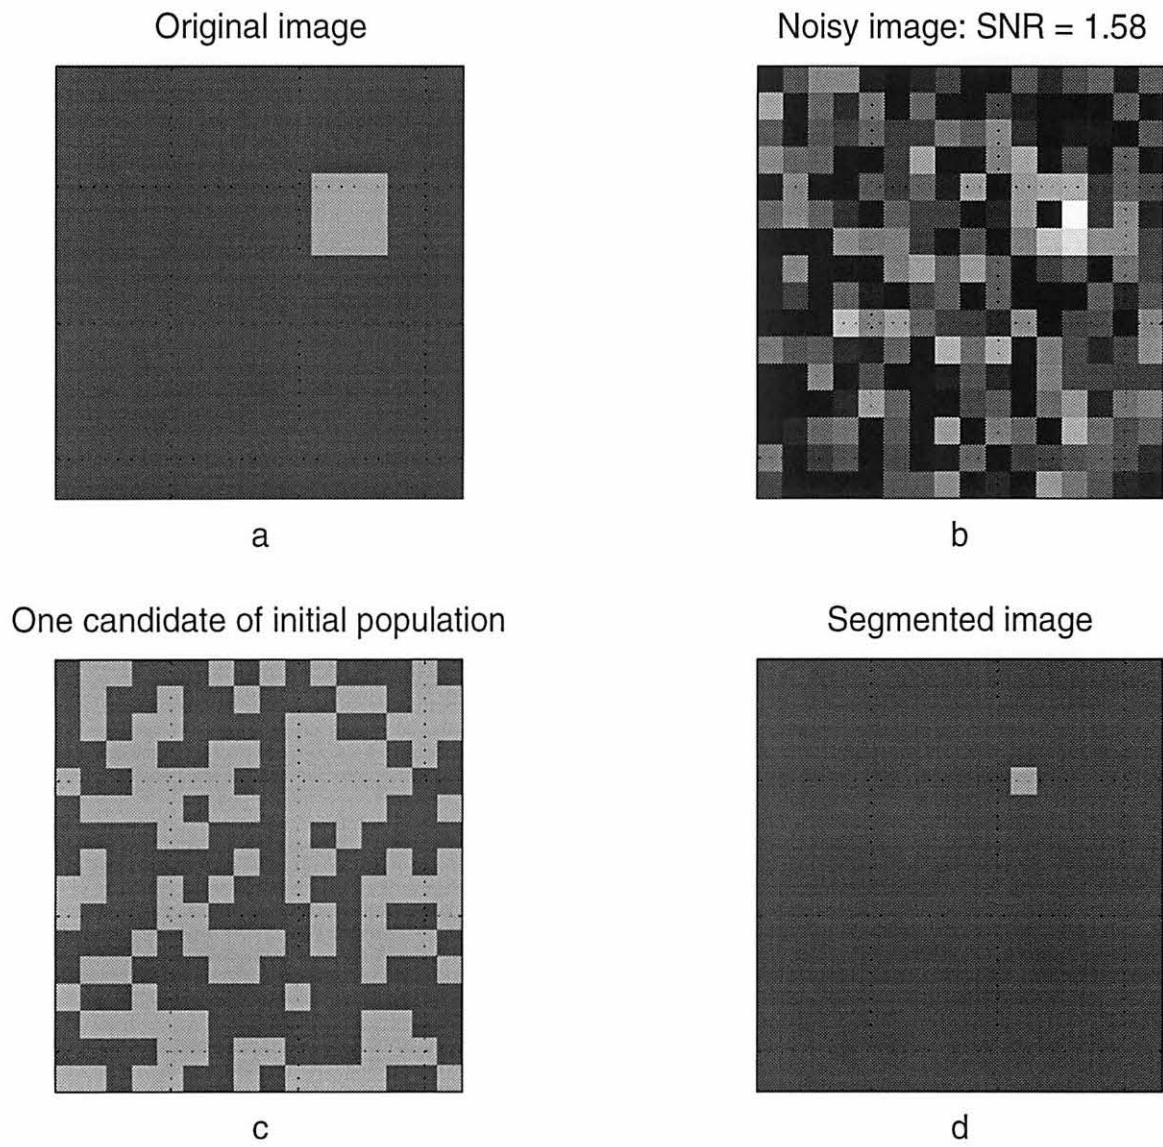 Original image
Noisy image: SNR = 1.58
a
b
One candidate of initial population
Segmented image
c
d